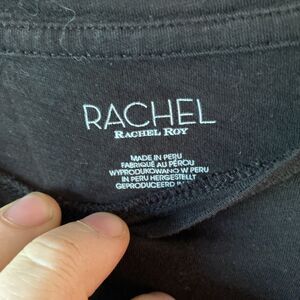 RACHEL
RACHEL ROY
MADE IN PERU
FABRIQUÉ AU PÉROU
WYPRODUKOWANO W PERU
IN PERU HERGESTELLT
GEPRODUCEERD